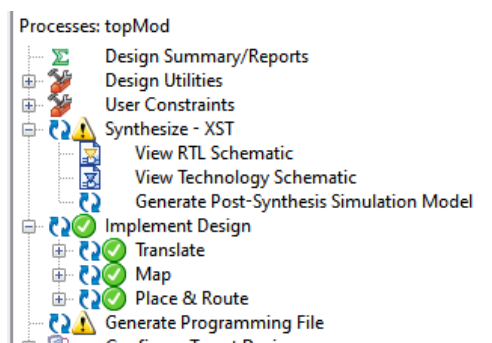 Processes: topMod
Design Summary/Reports
Design Utilities
User Constraints
Synthesize - XST
View RTL Schematic
View Technology Schematic
Generate Post-Synthesis Simulation Model
Implement Design
Translate
Map
Place & Route
Generate Programming File